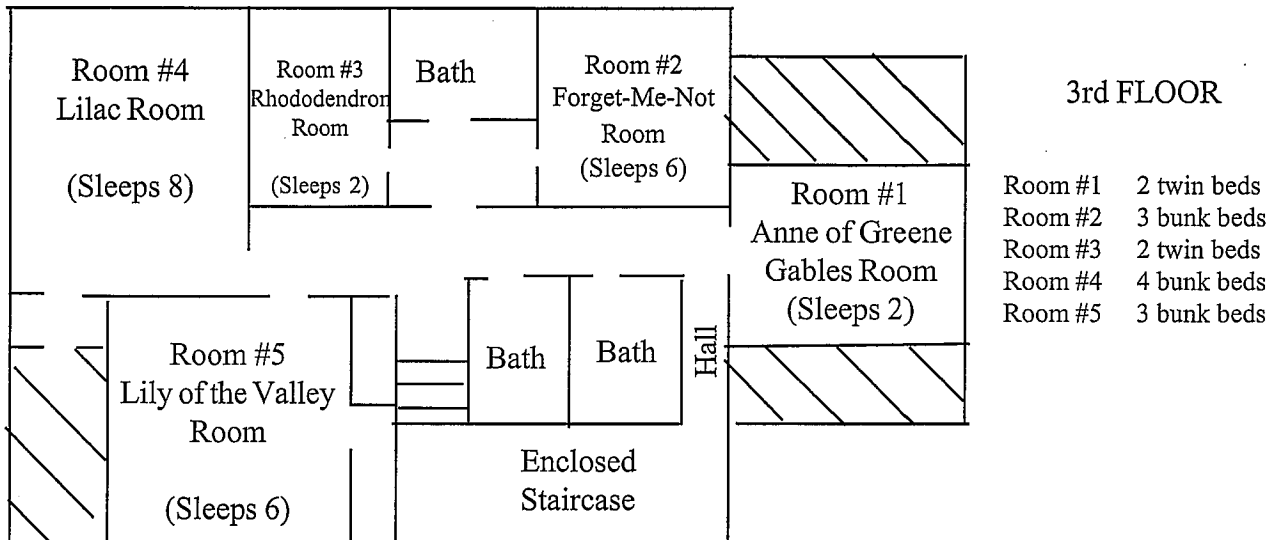 Room #4
Lilac Room
(Sleeps 8)
Room #3
Rhododendron
Room
(Sleeps 2)
Bath
Room #2
Forget-Me-Not
Room
(Sleeps 6)
Room #1
Anne of Greene
Gables Room
(Sleeps 2)
3rd FLOOR
Room #1 2 twin beds
Room #2 3 bunk beds
Room #3 2 twin beds
Room #4 4 bunk beds
Room #5 3 bunk beds
Room #5
Lily of the Valley
Room
(Sleeps 6)
Bath
Bath
Hall
Enclosed
Staircase